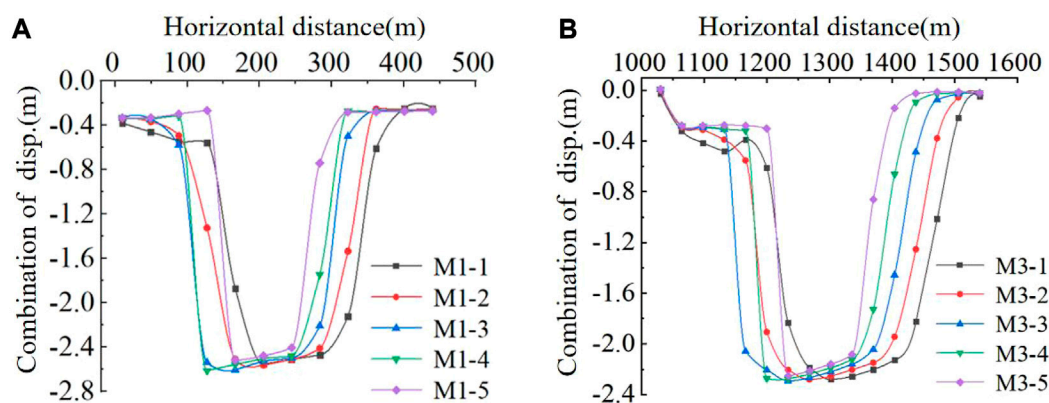 A
Horizontal distance(m)
0 100 200 300 400 500
Combination of disp.(m)
0.0
-0.4
-0.8
-1.2
-1.6
-2.0
-2.4
-2.8
M1-1
M1-2
M1-3
M1-4
M1-5
B
Horizontal distance(m)
1000 1100 1200 1300 1400 1500 1600
Combination of disp.(m)
0.0
-0.4
-0.8
-1.2
-1.6
-2.0
-2.4
M3-1
M3-2
M3-3
M3-4
M3-5